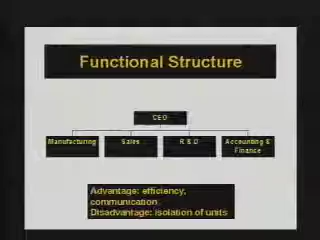 Functional Structure
CEO
Manufacturing Sales R & D Accounting &
Finance
Advantage: efficiency,
communication
Disadvantage: isolation of units